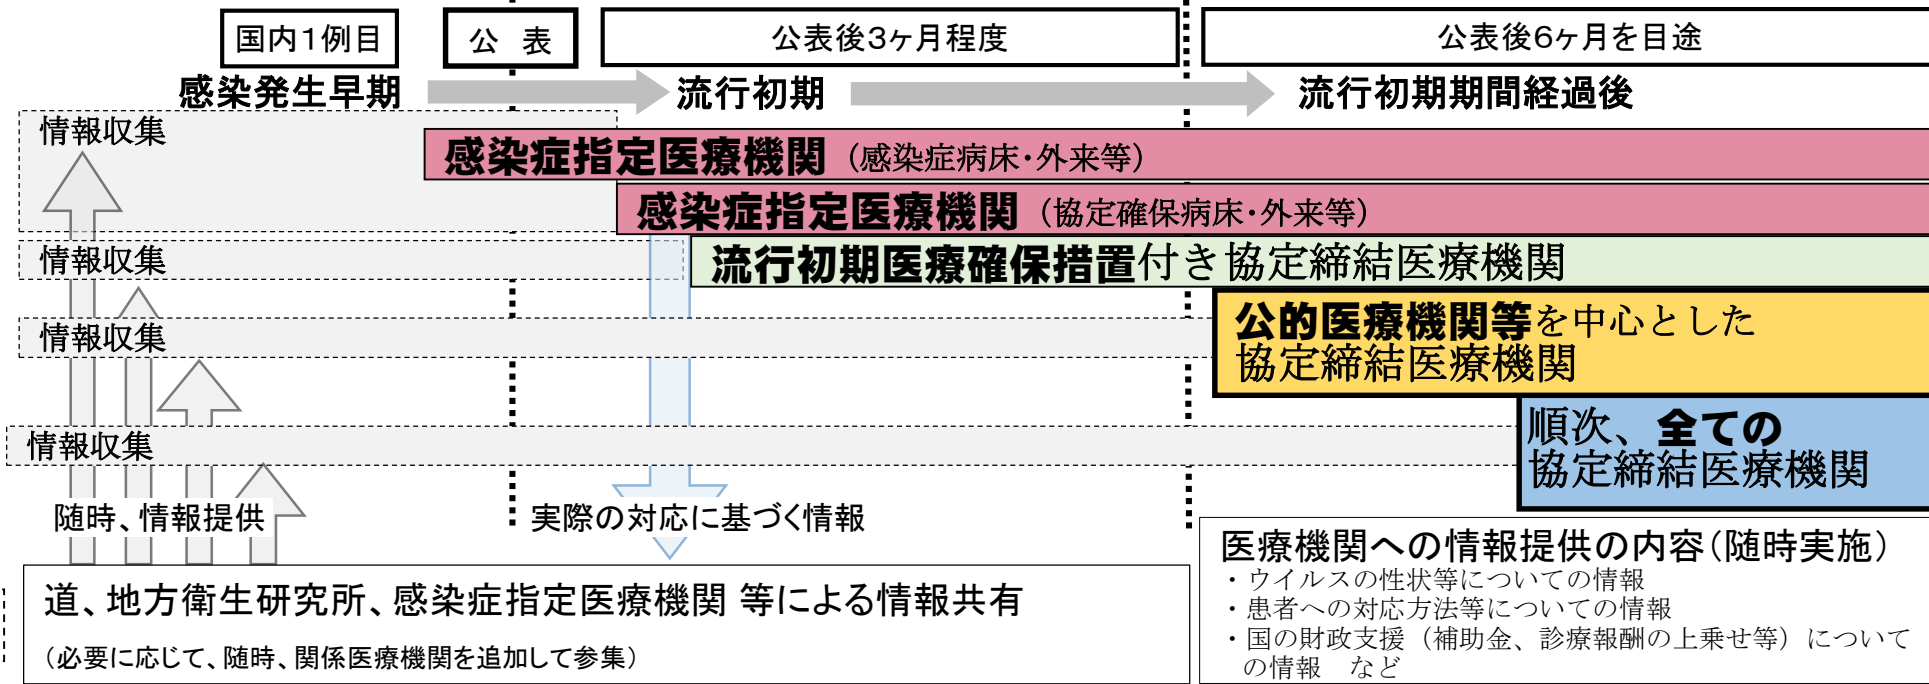 国内1例目
公 表
公表後3ヶ月程度
公表後6ヶ月を目途
感染発生早期
流行初期
流行初期期間経過後
情報収集
感染症指定医療機関（感染症病床・外来等）
感染症指定医療機関（協定確保病床・外来等）
情報収集
流行初期医療確保措置付き協定締結医療機関
情報収集
公的医療機関等を中心とした
協定締結医療機関
情報収集
順次、全ての
協定締結医療機関
随時、情報提供
実際の対応に基づく情報
道、地方衛生研究所、感染症指定医療機関 等による情報共有
（必要に応じて、随時、関係医療機関を追加して参集）
医療機関への情報提供の内容（随時実施）
・ウイルスの性状等についての情報
・患者への対応方法等についての情報
・国の財政支援（補助金、診療報酬の上乗せ等）について
の情報　など